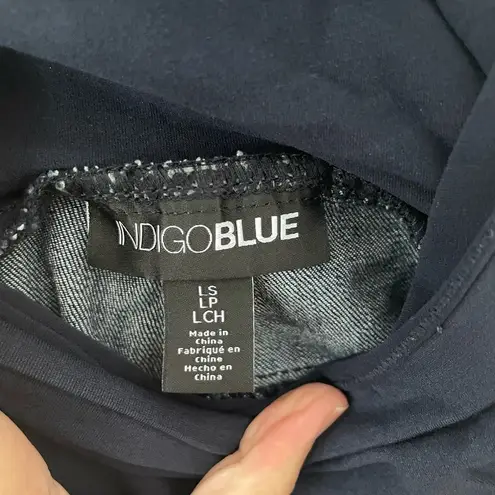 INDIGOBLUE
LS
LP
LCH
Made in
China
Fabriqué en
Chine
Hecho en
China